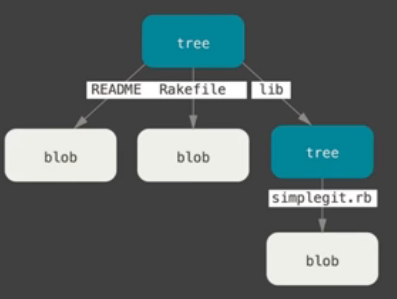 tree
README Rakefile lib
blob blob tree
simplegit.rb
blob